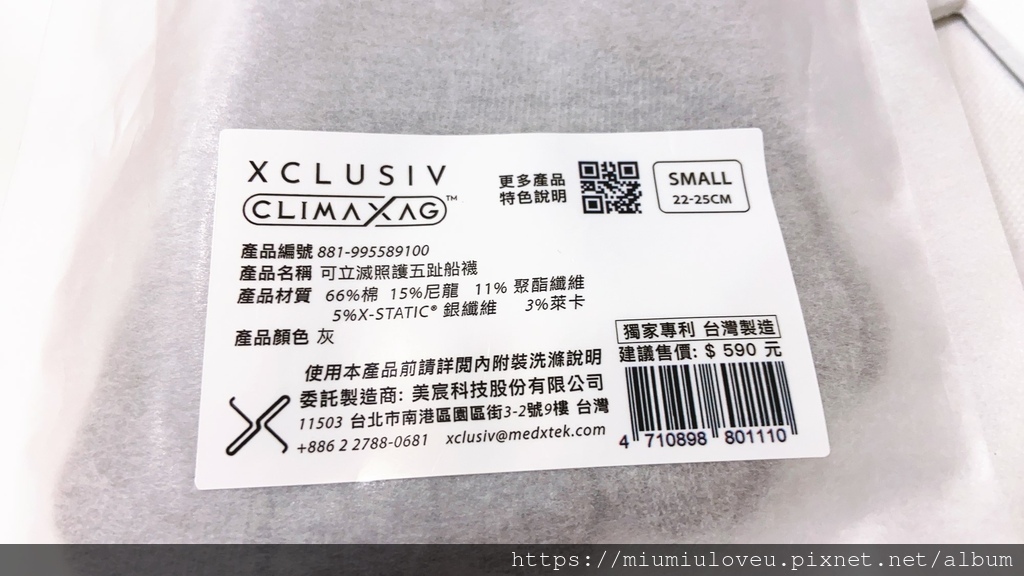 XCLUSIV
CLIMAXAG™
更多產品
特色說明
SMALL
22-25CM
產品編號 881-995589100
產品名稱 可立滅照護五趾船襪
產品材質 66%棉 15%尼龍 11% 聚酯纖維
5%X-STATIC® 銀纖維 3%萊卡
產品顏色 灰
獨家專利 台灣製造
建議售價: $ 590 元
使用本產品前請詳閱內附裝洗滌說明
委託製造商: 美宸科技股份有限公司
11503 台北市南港區園區街3-2號9樓 台灣
+886 2 2788-0681 xclusiv@medxtek.com
4 710898 801110
https://miumiuloveu.pixnet.net/album